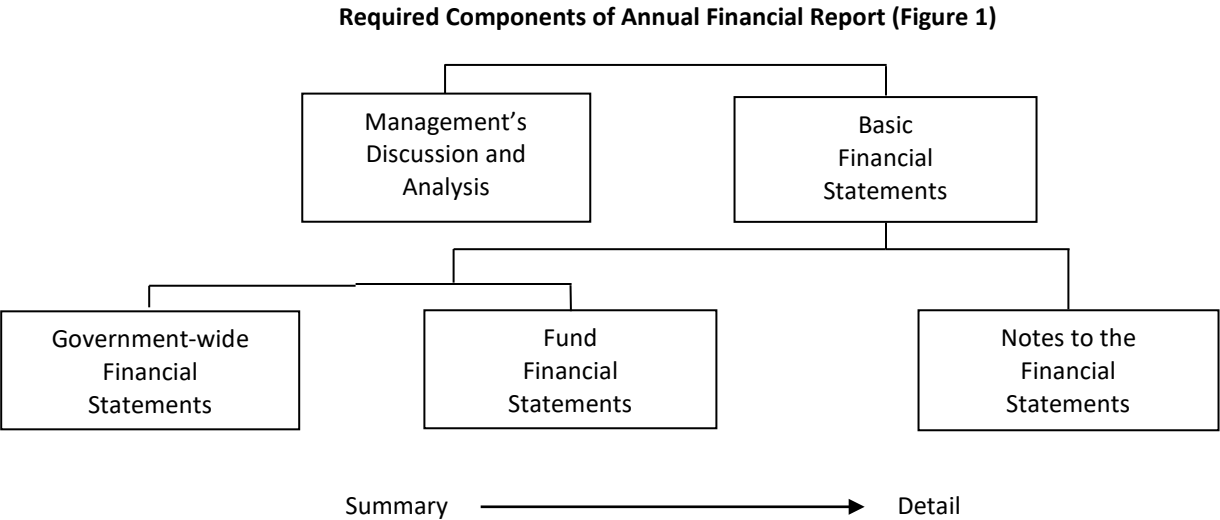 Required Components of Annual Financial Report (Figure 1)
Management’s
Discussion and
Analysis
Basic
Financial
Statements
Government-wide
Financial
Statements
Fund
Financial
Statements
Notes to the
Financial
Statements
Summary
Detail